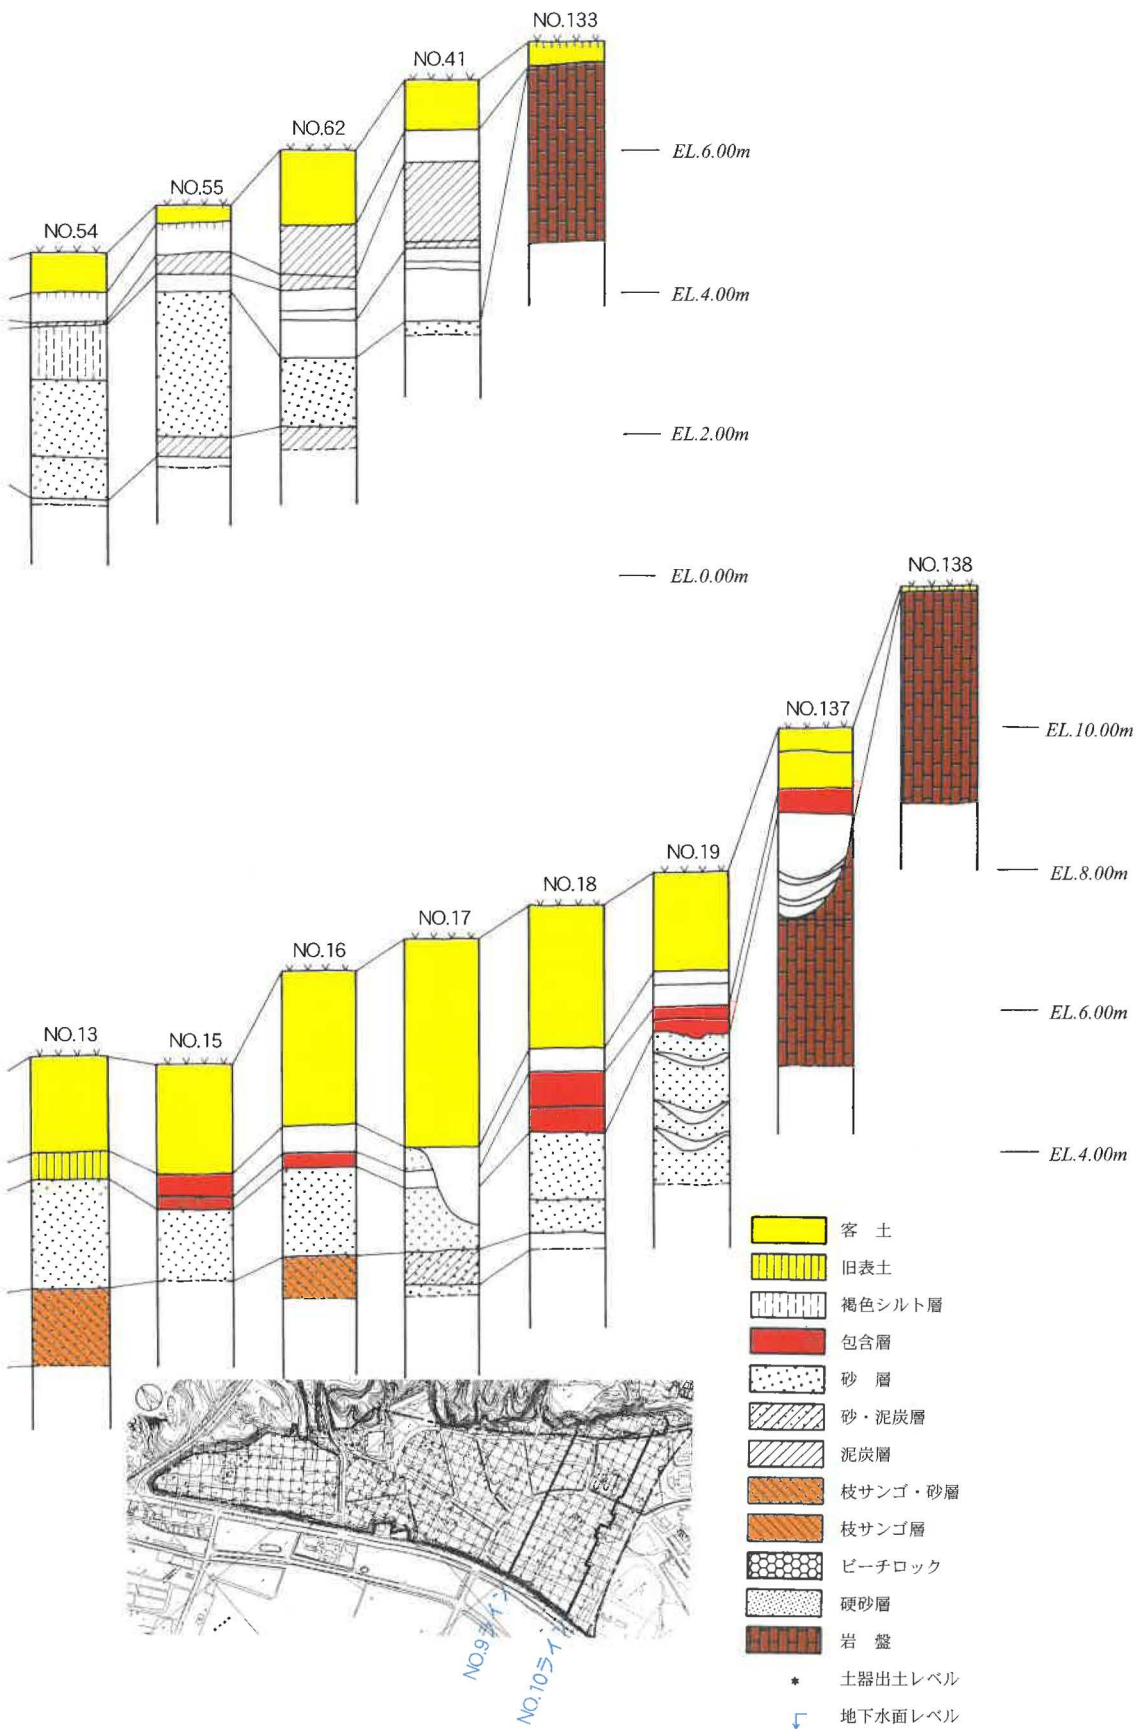 NO.133
NO.41
NO.62
NO.55
NO.54
EL.6.00m
EL.4.00m
EL.2.00m
EL.0.00m
NO.138
NO.137
NO.19
NO.18
NO.17
NO.16
NO.15
NO.13
EL.10.00m
EL.8.00m
EL.6.00m
EL.4.00m
客 土
旧表土
褐色シルト層
包含層
砂 層
砂・泥炭層
泥炭層
枝サンゴ・砂層
枝サンゴ層
ビーチロック
硬砂層
岩 盤
土器出土レベル
地下水面レベル
NO.9ライン
NO.10ライ